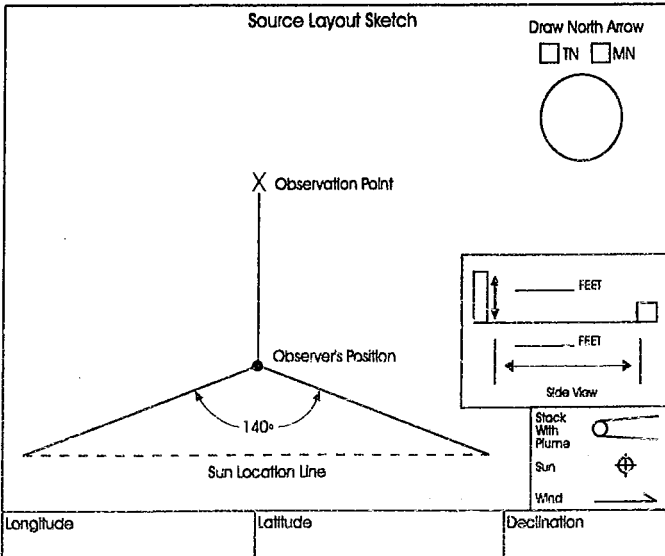 Source Layout Sketch
Draw North Arrow
TN MN
X Observation Point
FEET
Observer's Position
FEET
Side View
140°
Stack
With
Plume
Sun Location Line
Sun
Wind
Longitude Latitude Declination